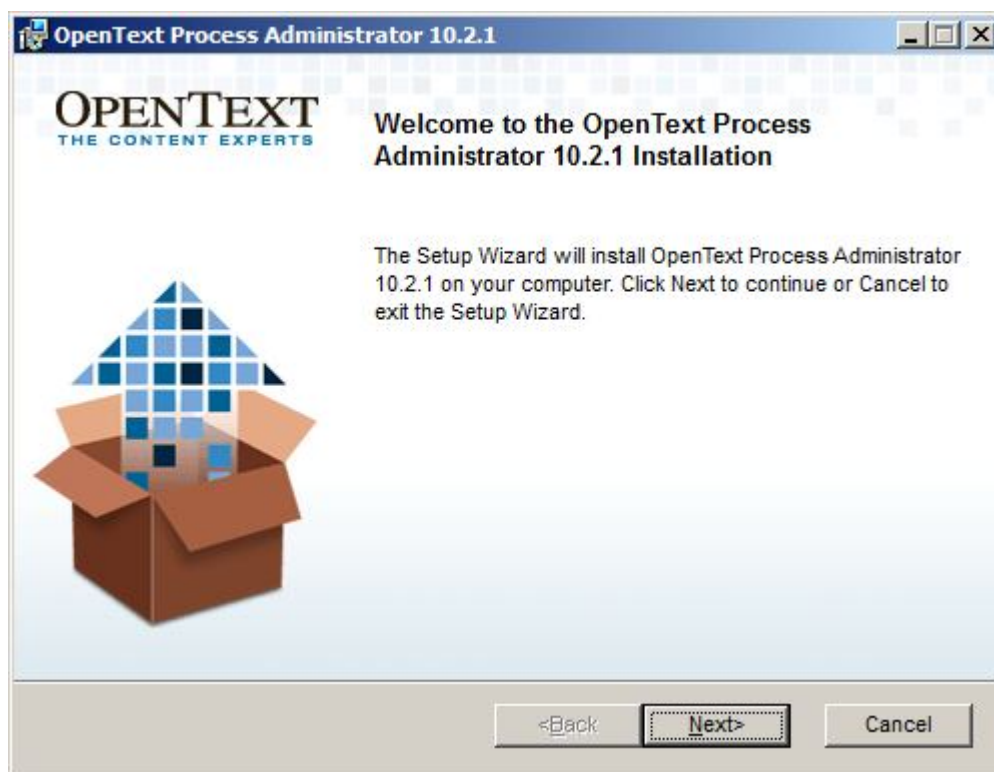 OpenText Process Administrator 10.2.1
OPENTEXT
THE CONTENT EXPERTS
Welcome to the OpenText Process
Administrator 10.2.1 Installation
The Setup Wizard will install OpenText Process Administrator
10.2.1 on your computer. Click Next to continue or Cancel to
exit the Setup Wizard.
<Back
Next>
Cancel